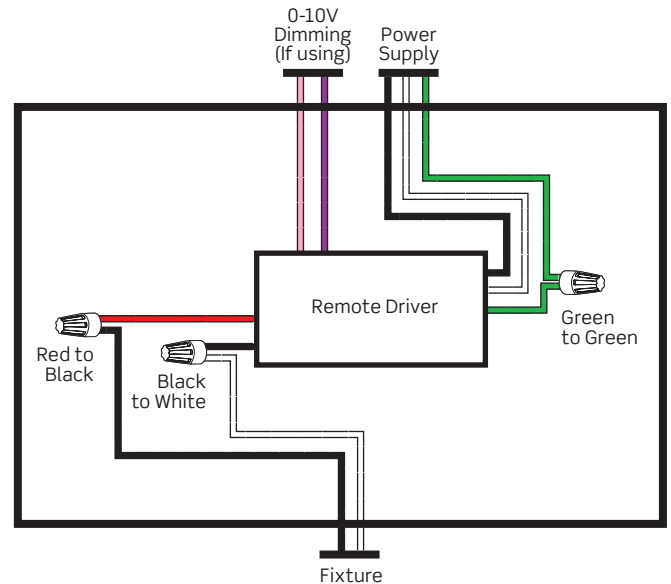 0-10V
Dimming
(If using)
Power
Supply
Remote Driver
Green
to Green
Red to
Black
Black
to White
Fixture